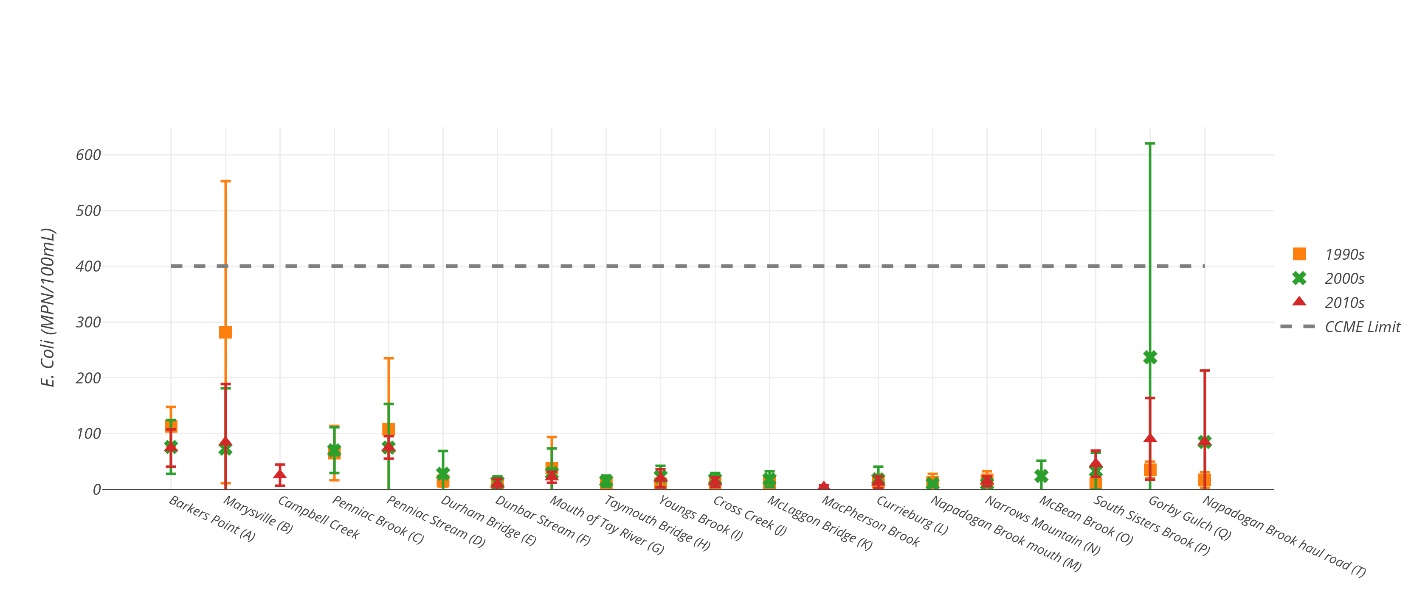 E. Coli (MPN/100mL)
600
500
400
300
200
100
0
Barkers Point (A)
Marysville (B)
Campbell Creek
Penniac Brook (C)
Penniac Stream (D)
Durham Bridge (E)
Dunbar Stream (F)
Mouth of Tay River (G)
Taymouth Bridge (H)
Youngs Brook (I)
Cross Creek (J)
McLaggon Bridge (K)
MacPherson Brook
Currieburg (L)
Napadogan Brook mouth (M)
Narrows Mountain (N)
McBean Brook (O)
South Sisters Brook (P)
Gorby Gulch (Q)
Napadogan Brook haul road (T)
1990s
2000s
2010s
CCME Limit